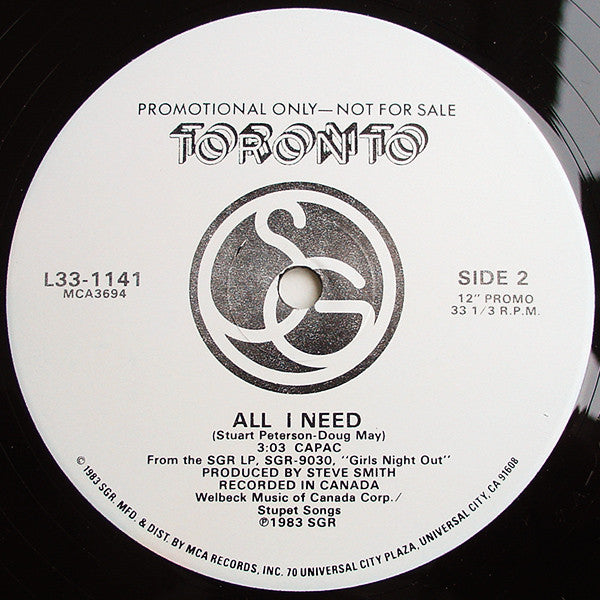 PROMOTIONAL ONLY—NOT FOR SALE
TORONTO
SG
L33-1141
MCA3694
SIDE 2
12" PROMO
33 1/3 R.P.M.
ALL I NEED
(Stuart Peterson-Doug May)
3:03 CAPAC
From the SGR LP, SGR-9030, "Girls Night Out"
PRODUCED BY STEVE SMITH
RECORDED IN CANADA
Welbeck Music of Canada Corp./
Stupet Songs
℗1983 SGR
© 1983 SGR. MFD. & DIST. BY MCA RECORDS, INC. 70 UNIVERSAL CITY PLAZA, UNIVERSAL CITY, CA 91608